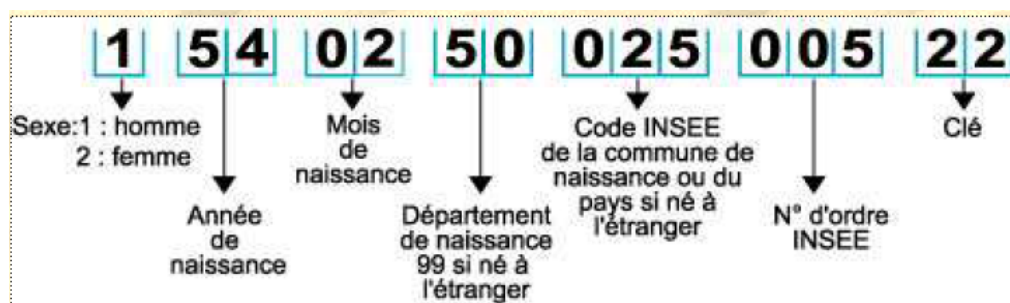 1 54 02 50 025 005 22
Sexe:1 : homme
2 : femme
Année
de
naissance
Mois
de
naissance
Département
de naissance
99 si né à
l'étranger
Code INSEE
de la commune de
naissance ou du
pays si né à
l'étranger
N° d'ordre
INSEE
Clé